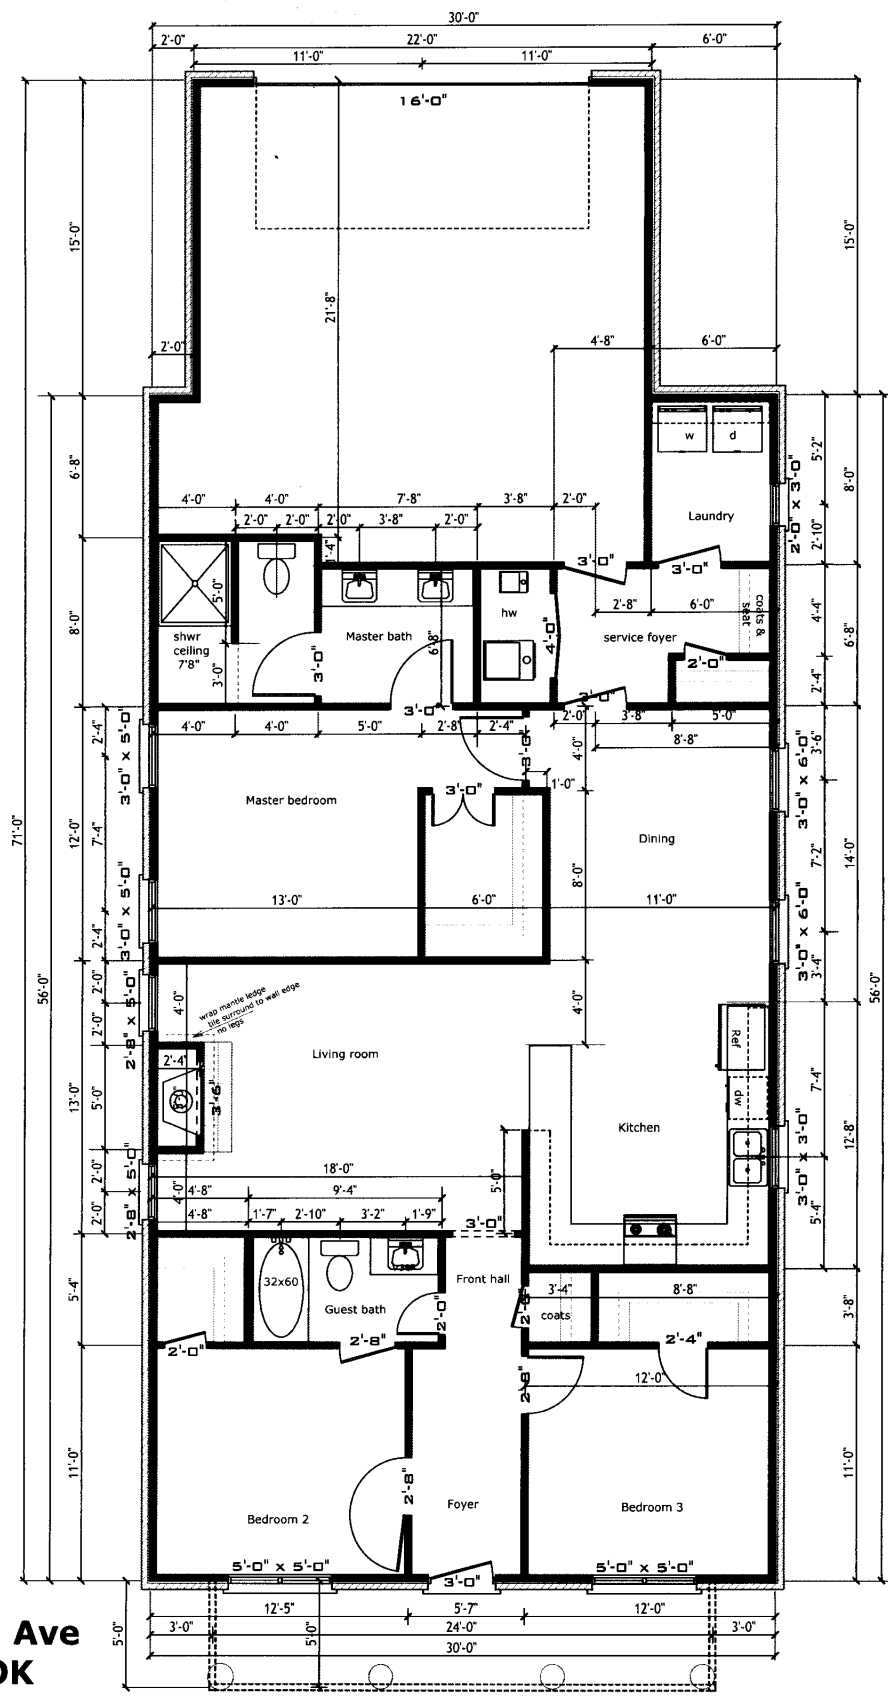 30'-0"
2'-0" 22'-0" 6'-0"
11'-0" 11'-0"
16'-0"
15'-0" 15'-0"
21'-8"
2'-0" 4'-8" 6'-0"
w d
5'-2"
6'-8" 8'-0"
2'-0" x 3'-0"
4'-0" 4'-0" 7'-8" 3'-8" 2'-0"
Laundry
2'-0" 2'-0" 2'-0" 3'-8" 2'-0"
2'-10"
1'-4"
3'-0" 3'-0"
5'-0"
hw
2'-8" 6'-0"
4'-4"
coats &
seat
8'-0"
shwr
ceiling
7'8"
Master bath
6'-8"
4'-0"
service foyer
6'-8"
3'-0" 3'-0"
2'-0"
2'-4"
3'-0" 3'-0"
4'-0" 4'-0" 5'-0" 2'-8" 2'-4" 2'-0" 3'-8" 5'-0"
2'-4"
3'-0" x 5'-0"
3'-0"
4'-0"
8'-8"
3'-6"
3'-0" x 6'-0"
1'-0"
3'-0"
Master bedroom
Dining
71'-0"
12'-0"
7'-4"
7'-2"
14'-0"
8'-0"
13'-0" 6'-0" 11'-0"
3'-0" x 5'-0"
2'-4"
3'-0" x 6'-0"
3'-4"
56'-0" 56'-0"
2'-0"
2'-8" x 5'-0"
2'-0"
4'-0"
wrap mantle ledge
tile surround to wall edge
no legs
4'-0"
Living room
Ref
2'-4"
dw
7'-4"
13'-0"
5'-0"
3'-6"
Kitchen
3'-0" x 3'-0"
12'-8"
18'-0"
5'-0"
2'-0"
2'-8" x 5'-0"
2'-0"
4'-0"
4'-8" 9'-4"
4'-8" 1'-7" 2'-10" 3'-2" 1'-9"
3'-0"
5'-4"
5'-4"
32x60
Front hall
3'-4" 8'-8"
3'-8"
Guest bath
2'-0"
coats
2'-0" 2'-8" 2'-4"
2'-8"
12'-0"
11'-0" 11'-0"
2'-8"
Bedroom 2
Foyer
Bedroom 3
5'-0" x 5'-0" 3'-0" 5'-0" x 5'-0"
12'-5" 5'-7" 12'-0"
3'-0" 24'-0" 3'-0"
30'-0"
5'-0" 5'-0"
Ave
OK